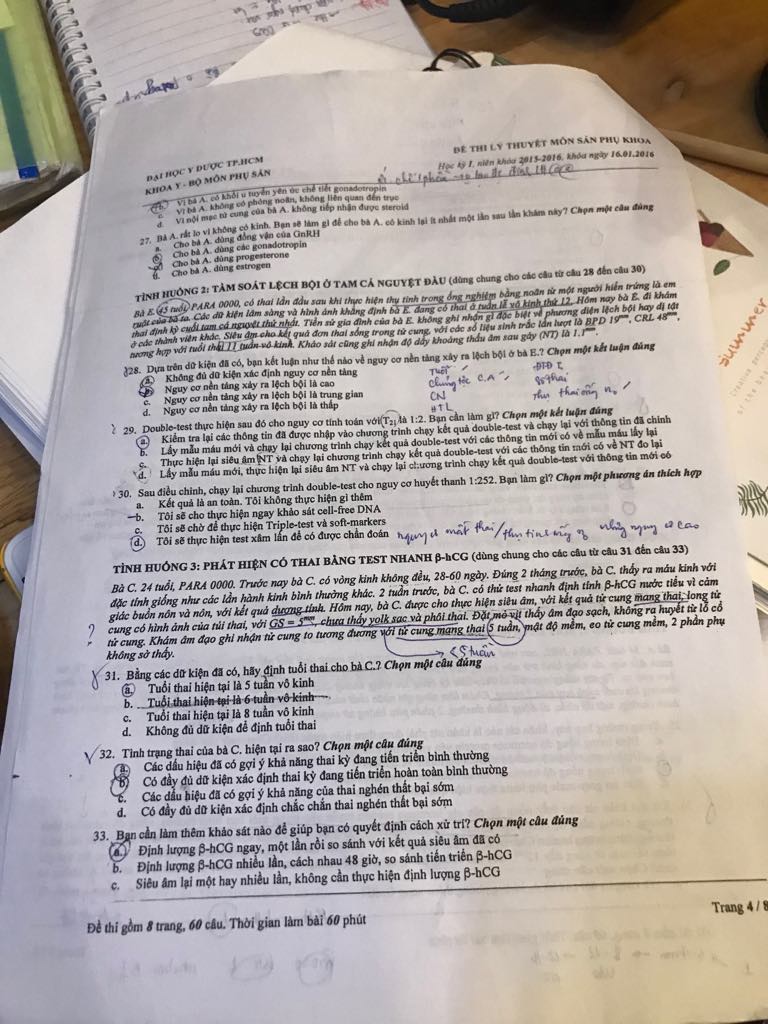 ĐẠI HỌC Y DƯỢC TP.HCM
KHOA Y - BỘ MÔN PHỤ SẢN
ĐỀ THI LÝ THUYẾT MÔN SẢN PHỤ KHOA
Học kỳ I, niên khóa 2015-2016, khóa ngày 16.01.2016
Vì bà A. có khối u tuyến yên ức chế tiết gonadotropin
c. Vì bà A. không có phóng noãn, không liên quan đến trục
d. Vì nội mạc tử cung của bà A. không tiếp nhận được steroid
27. Bà A. rất lo vì không có kinh. Bạn sẽ làm gì để cho bà A. có kinh lại ít nhất một lần sau lần khám này? Chọn một câu đúng
a. Cho bà A. dùng đồng vận của GnRH
b. Cho bà A. dùng các gonadotropin
Cho bà A. dùng progesterone
d. Cho bà A. dùng estrogen
TÌNH HUỐNG 2: TẦM SOÁT LỆCH BỘI Ở TAM CÁ NGUYỆT ĐẦU (dùng chung cho các câu từ câu 28 đến câu 30)
Bà E. 45 tuổi, PARA 0000, có thai lần đầu sau khi thực hiện thụ tinh trong ống nghiệm bằng noãn từ một người hiến trứng là em
ruột của bà ta. Các dữ kiện lâm sàng và hình ảnh khẳng định bà E. đang có thai ở tuần lễ vô kinh thứ 12. Hôm nay bà E. đi khám
thai định kỳ cuối tam cá nguyệt thứ nhất. Tiền sử gia đình của bà E. không ghi nhận gì đặc biệt về phương diện lệch bội hay dị tật
ở các thành viên khác. Siêu âm cho kết quả đơn thai sống trong tử cung, với các số liệu sinh trắc lần lượt là BPD 19mm, CRL 48mm,
tương hợp với tuổi thai 11 tuần vô kinh. Khảo sát cũng ghi nhận độ dầy khoảng thấu âm sau gáy (NT) là 1.1mm.
28. Dựa trên dữ kiện đã có, bạn kết luận như thế nào về nguy cơ nền tảng xảy ra lệch bội ở bà E.? Chọn một kết luận đúng
a. Không đủ dữ kiện để xác định nguy cơ nền tảng
b. Nguy cơ nền tảng xảy ra lệch bội là cao
c. Nguy cơ nền tảng xảy ra lệch bội là trung gian
d. Nguy cơ nền tảng xảy ra lệch bội là thấp
Tuổi
Chủng tộc C.A
CN
HTL
ĐTĐ I
Số thai
Thụ thai ống no
? 29. Double-test thực hiện sau đó cho nguy cơ tính toán với T21 là 1:2. Bạn cần làm gì? Chọn một kết luận đúng
a. Kiểm tra lại các thông tin đã được nhập vào chương trình chạy kết quả double-test và chạy lại với thông tin đã chỉnh
b. Lấy mẫu máu mới và chạy lại chương trình chạy kết quả double-test với các thông tin mới có về mẫu máu lấy lại
c. Thực hiện lại siêu âm NT và chạy lại chương trình chạy kết quả double-test với các thông tin mới có về NT đo lại
d. Lấy mẫu máu mới, thực hiện lại siêu âm NT và chạy lại chương trình chạy kết quả double-test với thông tin mới có
30. Sau điều chỉnh, chạy lại chương trình double-test cho nguy cơ huyết thanh 1:252. Bạn làm gì? Chọn một phương án thích hợp
a. Kết quả là an toàn. Tôi không thực hiện gì thêm
b. Tôi sẽ cho thực hiện ngay khảo sát cell-free DNA
c. Tôi sẽ chờ để thực hiện Triple-test và soft-markers
d. Tôi sẽ thực hiện test xâm lấn để có được chẩn đoán
nguy cơ mất thai/ nguy cơ cao
TÌNH HUỐNG 3: PHÁT HIỆN CÓ THAI BẰNG TEST NHANH β-hCG (dùng chung cho các câu từ câu 31 đến câu 33)
Bà C. 24 tuổi, PARA 0000. Trước nay bà C. có vòng kinh không đều, 28-60 ngày. Đúng 2 tháng trước, bà C. thấy ra máu kinh với
đặc tính giống như các lần hành kinh bình thường khác. 2 tuần trước, bà C. có thử test nhanh định tính β-hCG nước tiểu vì cảm
giác buồn nôn và nôn, với kết quả dương tính. Hôm nay, bà C. được cho thực hiện siêu âm, với kết quả tử cung mang thai, lòng tử
cung có hình ảnh của túi thai, với GS = 5mm, chưa thấy yolk sac và phôi thai. Đặt mỏ vịt thấy âm đạo sạch, không ra huyết từ lỗ cổ
? tử cung. Khám âm đạo ghi nhận tử cung to tương đương với tử cung mang thai 5 tuần, mật độ mềm, eo tử cung mềm, 2 phần phụ
không sờ thấy.
<5 tuần
31. Bằng các dữ kiện đã có, hãy định tuổi thai cho bà C.? Chọn một câu đúng
a. Tuổi thai hiện tại là 5 tuần vô kinh
b. Tuổi thai hiện tại là 6 tuần vô kinh
c. Tuổi thai hiện tại là 8 tuần vô kinh
d. Không đủ dữ kiện để định tuổi thai
32. Tình trạng thai của bà C. hiện tại ra sao? Chọn một câu đúng
a. Các dấu hiệu đã có gợi ý khả năng thai kỳ đang tiến triển bình thường
b. Có đầy đủ dữ kiện xác định thai kỳ đang tiến triển hoàn toàn bình thường
c. Các dấu hiệu đã có gợi ý khả năng của thai nghén thất bại sớm
d. Có đầy đủ dữ kiện xác định chắc chắn thai nghén thất bại sớm
33. Bạn cần làm thêm khảo sát nào để giúp bạn có quyết định cách xử trí? Chọn một câu đúng
a. Định lượng β-hCG ngay, một lần rồi so sánh với kết quả siêu âm đã có
b. Định lượng β-hCG nhiều lần, cách nhau 48 giờ, so sánh tiến triển β-hCG
c. Siêu âm lại một hay nhiều lần, không cần thực hiện định lượng β-hCG
Đề thi gồm 8 trang, 60 câu. Thời gian làm bài 60 phút
Trang 4 / 8
summer